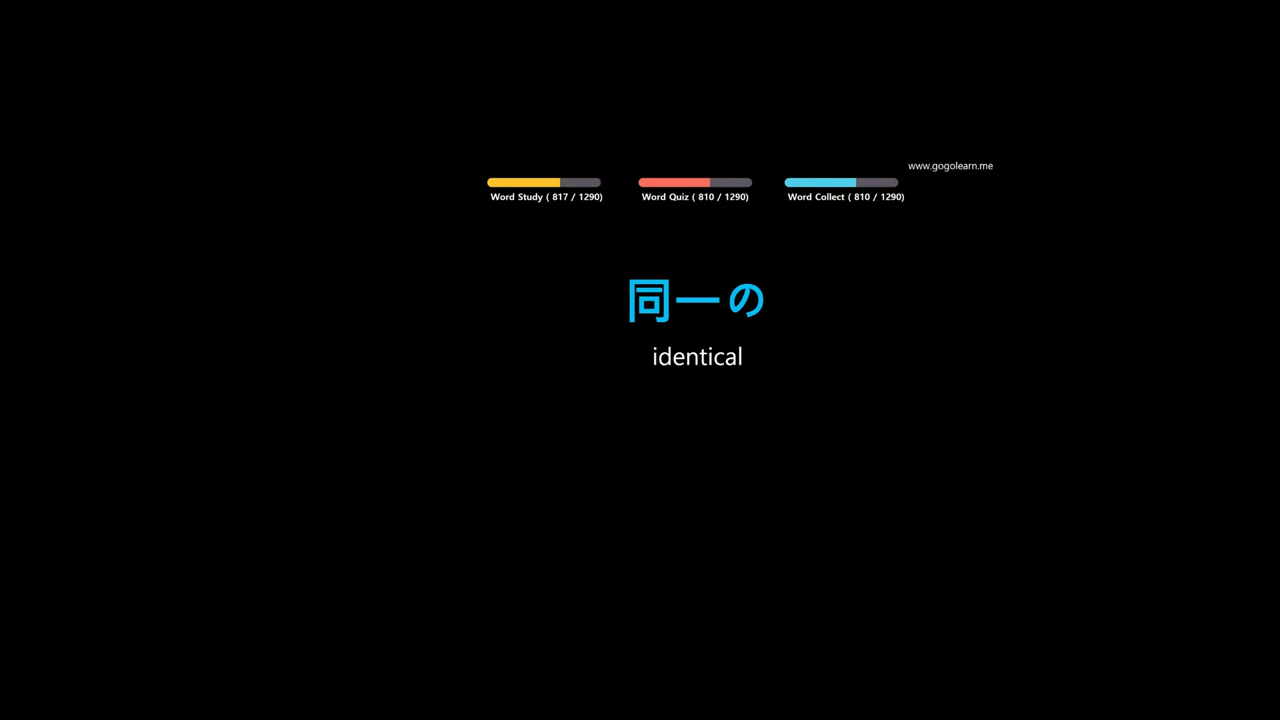 www.gogolearn.me
Word Study ( 817 / 1290)
Word Quiz ( 810 / 1290)
Word Collect ( 810 / 1290)
同一の
identical